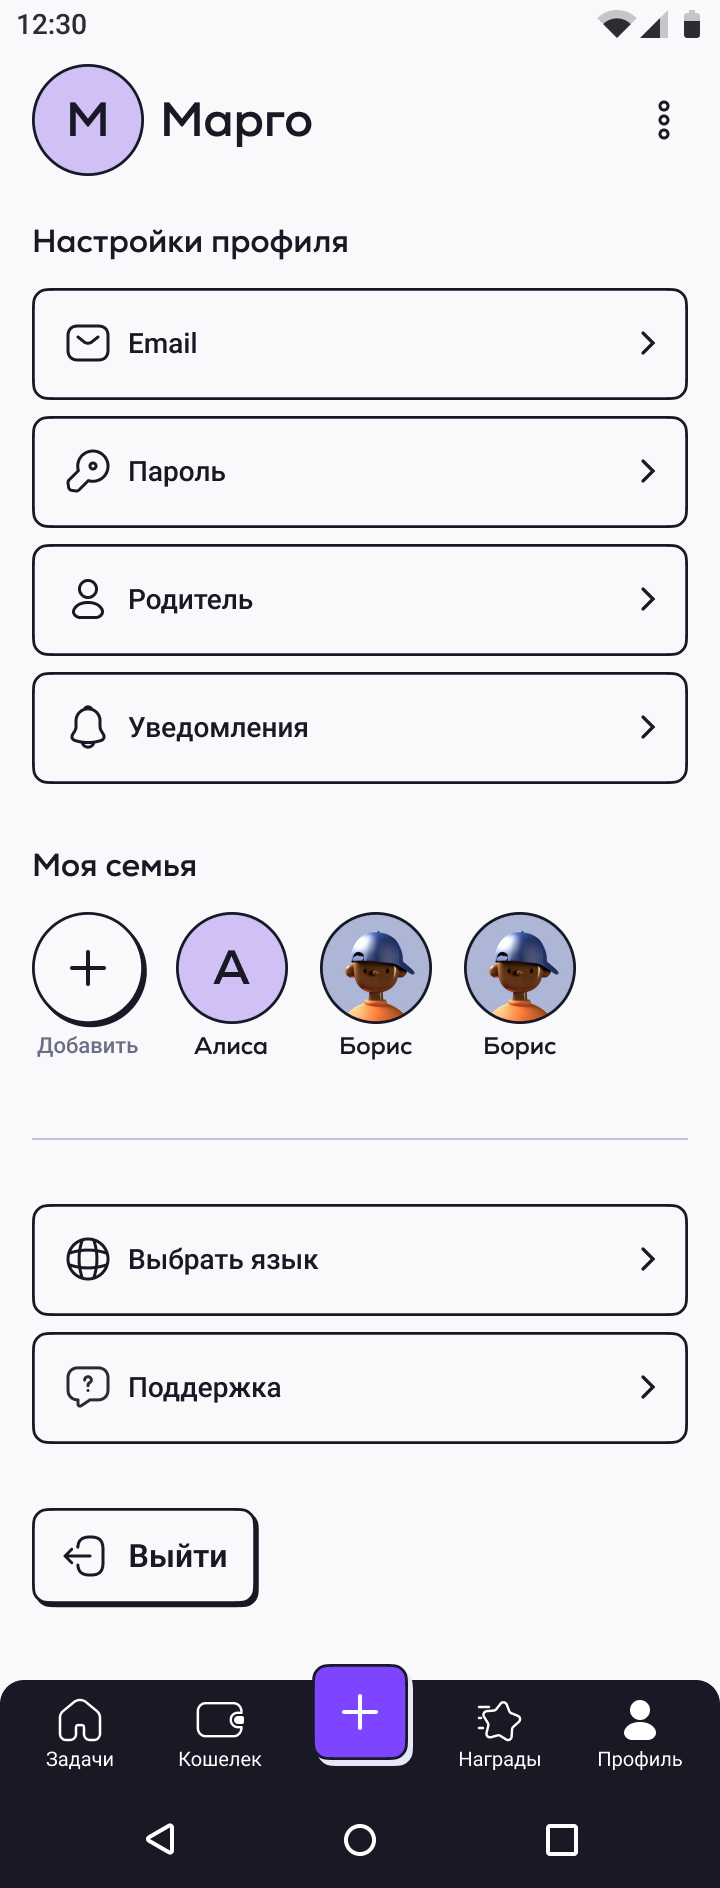 12:30
М Марго
Настройки профиля
Email
Пароль
Родитель
Уведомления
Моя семья
А
Добавить Алиса Борис Борис
Выбрать язык
?
Поддержка
Выйти
Задачи Кошелек Награды Профиль